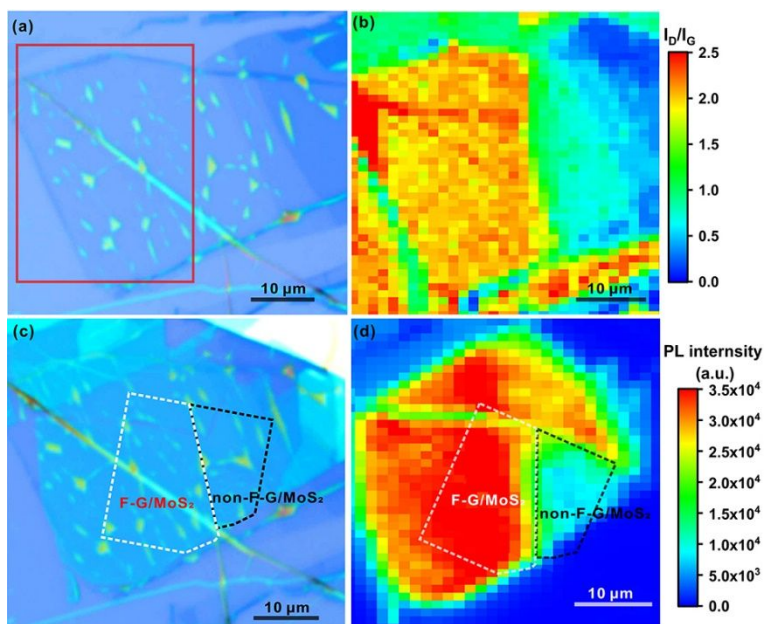 (a)
10 µm
(b)
10 µm
I_D/I_G
2.5
2.0
1.5
1.0
0.5
0.0
(c)
F-G/MoS₂
non-F-G/MoS₂
10 µm
(d)
F-G/MoS₂
non-F-G/MoS₂
10 µm
PL internsity
(a.u.)
3.5x10⁴
3.0x10⁴
2.5x10⁴
2.0x10⁴
1.5x10⁴
1.0x10⁴
5.0x10³
0.0